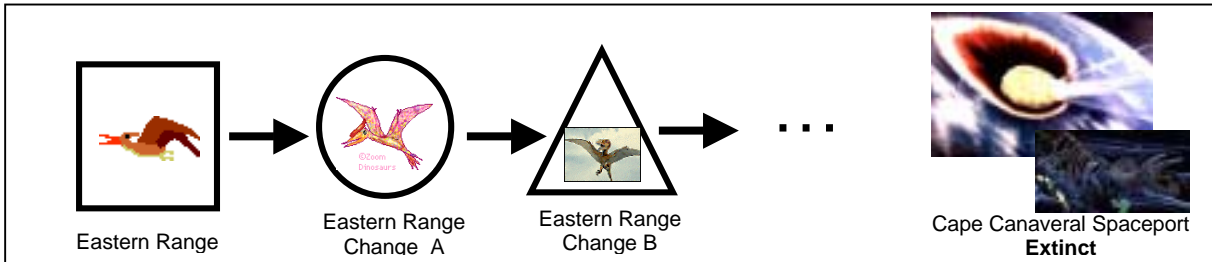 ©Zoom
Dinosaurs
. . .
Eastern Range
Eastern Range
Change A
Eastern Range
Change B
Cape Canaveral Spaceport
Extinct